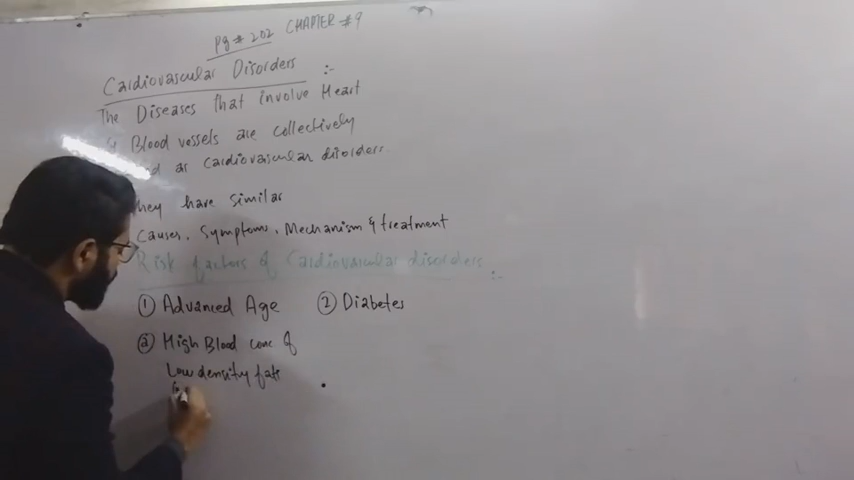 Pg # 202 CHAPTER #9
Cardiovascular Disorders :-
The Diseases that involve Heart
& Blood vessels are collectively
as cardiovascular disorders.
They have similar
Causes, Symptoms, Mechanism & treatment
Risk factors of Cardiovascular disorders :-
① Advanced Age ② Diabetes
③ High Blood conc of
Low density fats